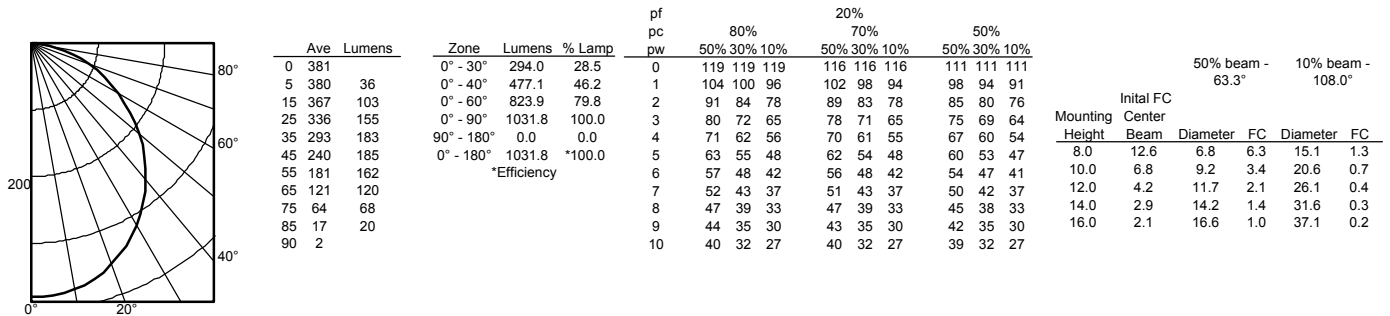 80°
60°
200
40°
0° 20°
Ave Lumens
0 381
5 380 36
15 367 103
25 336 155
35 293 183
45 240 185
55 181 162
65 121 120
75 64 68
85 17 20
90 2
Zone Lumens % Lamp
0° - 30° 294.0 28.5
0° - 40° 477.1 46.2
0° - 60° 823.9 79.8
0° - 90° 1031.8 100.0
90° - 180° 0.0 0.0
0° - 180° 1031.8 *100.0
*Efficiency
pf 20%
pc 80% 70% 50%
pw 50% 30% 10% 50% 30% 10% 50% 30% 10%
0 119 119 119 116 116 116 111 111 111
1 104 100 96 102 98 94 98 94 91
2 91 84 78 89 83 78 85 80 76
3 80 72 65 78 71 65 75 69 64
4 71 62 56 70 61 55 67 60 54
5 63 55 48 62 54 48 60 53 47
6 57 48 42 56 48 42 54 47 41
7 52 43 37 51 43 37 50 42 37
8 47 39 33 47 39 33 45 38 33
9 44 35 30 43 35 30 42 35 30
10 40 32 27 40 32 27 39 32 27
50% beam - 10% beam -
63.3° 108.0°
Inital FC
Mounting Center
Height Beam Diameter FC Diameter FC
8.0 12.6 6.8 6.3 15.1 1.3
10.0 6.8 9.2 3.4 20.6 0.7
12.0 4.2 11.7 2.1 26.1 0.4
14.0 2.9 14.2 1.4 31.6 0.3
16.0 2.1 16.6 1.0 37.1 0.2